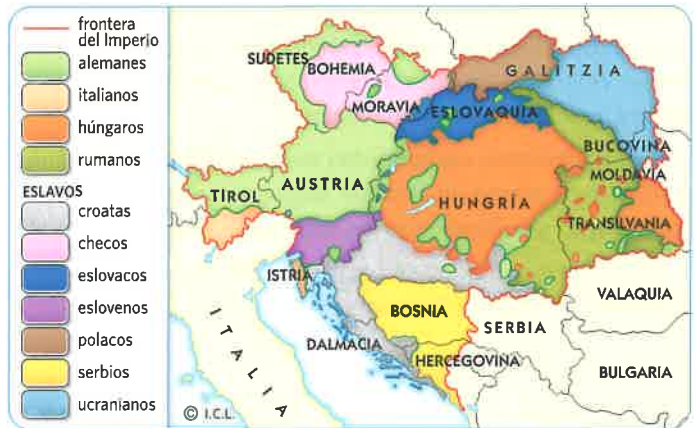 frontera
del Imperio
alemanes
italianos
húngaros
rumanos
ESLAVOS
croatas
checos
eslovacos
eslovenos
polacos
serbios
ucranianos
SUDETES
BOHEMIA
MORAVIA
GALITZIA
ESLOVAQUIA
BUCOVINA
MOLDAVIA
TIROL
AUSTRIA
HUNGRÍA
TRANSILVANIA
ISTRIA
BOSNIA
SERBIA
VALAQUIA
DALMACIA
HERCEGOVINA
BULGARIA
ITALIA
© I.C.L.